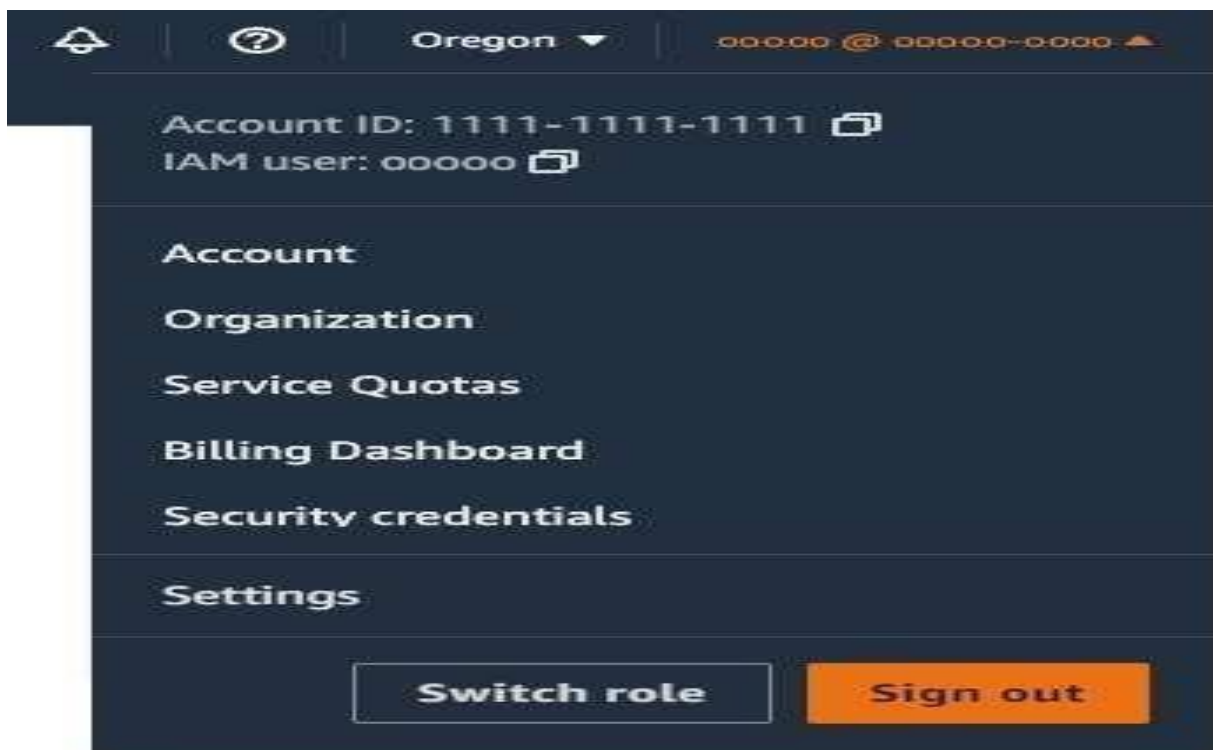 Oregon ▼ ooooo @ ooooo-oooo ▲
Account ID: 1111-1111-1111
IAM user: ooooo
Account
Organization
Service Quotas
Billing Dashboard
Security credentials
Settings
Switch role
Sign out